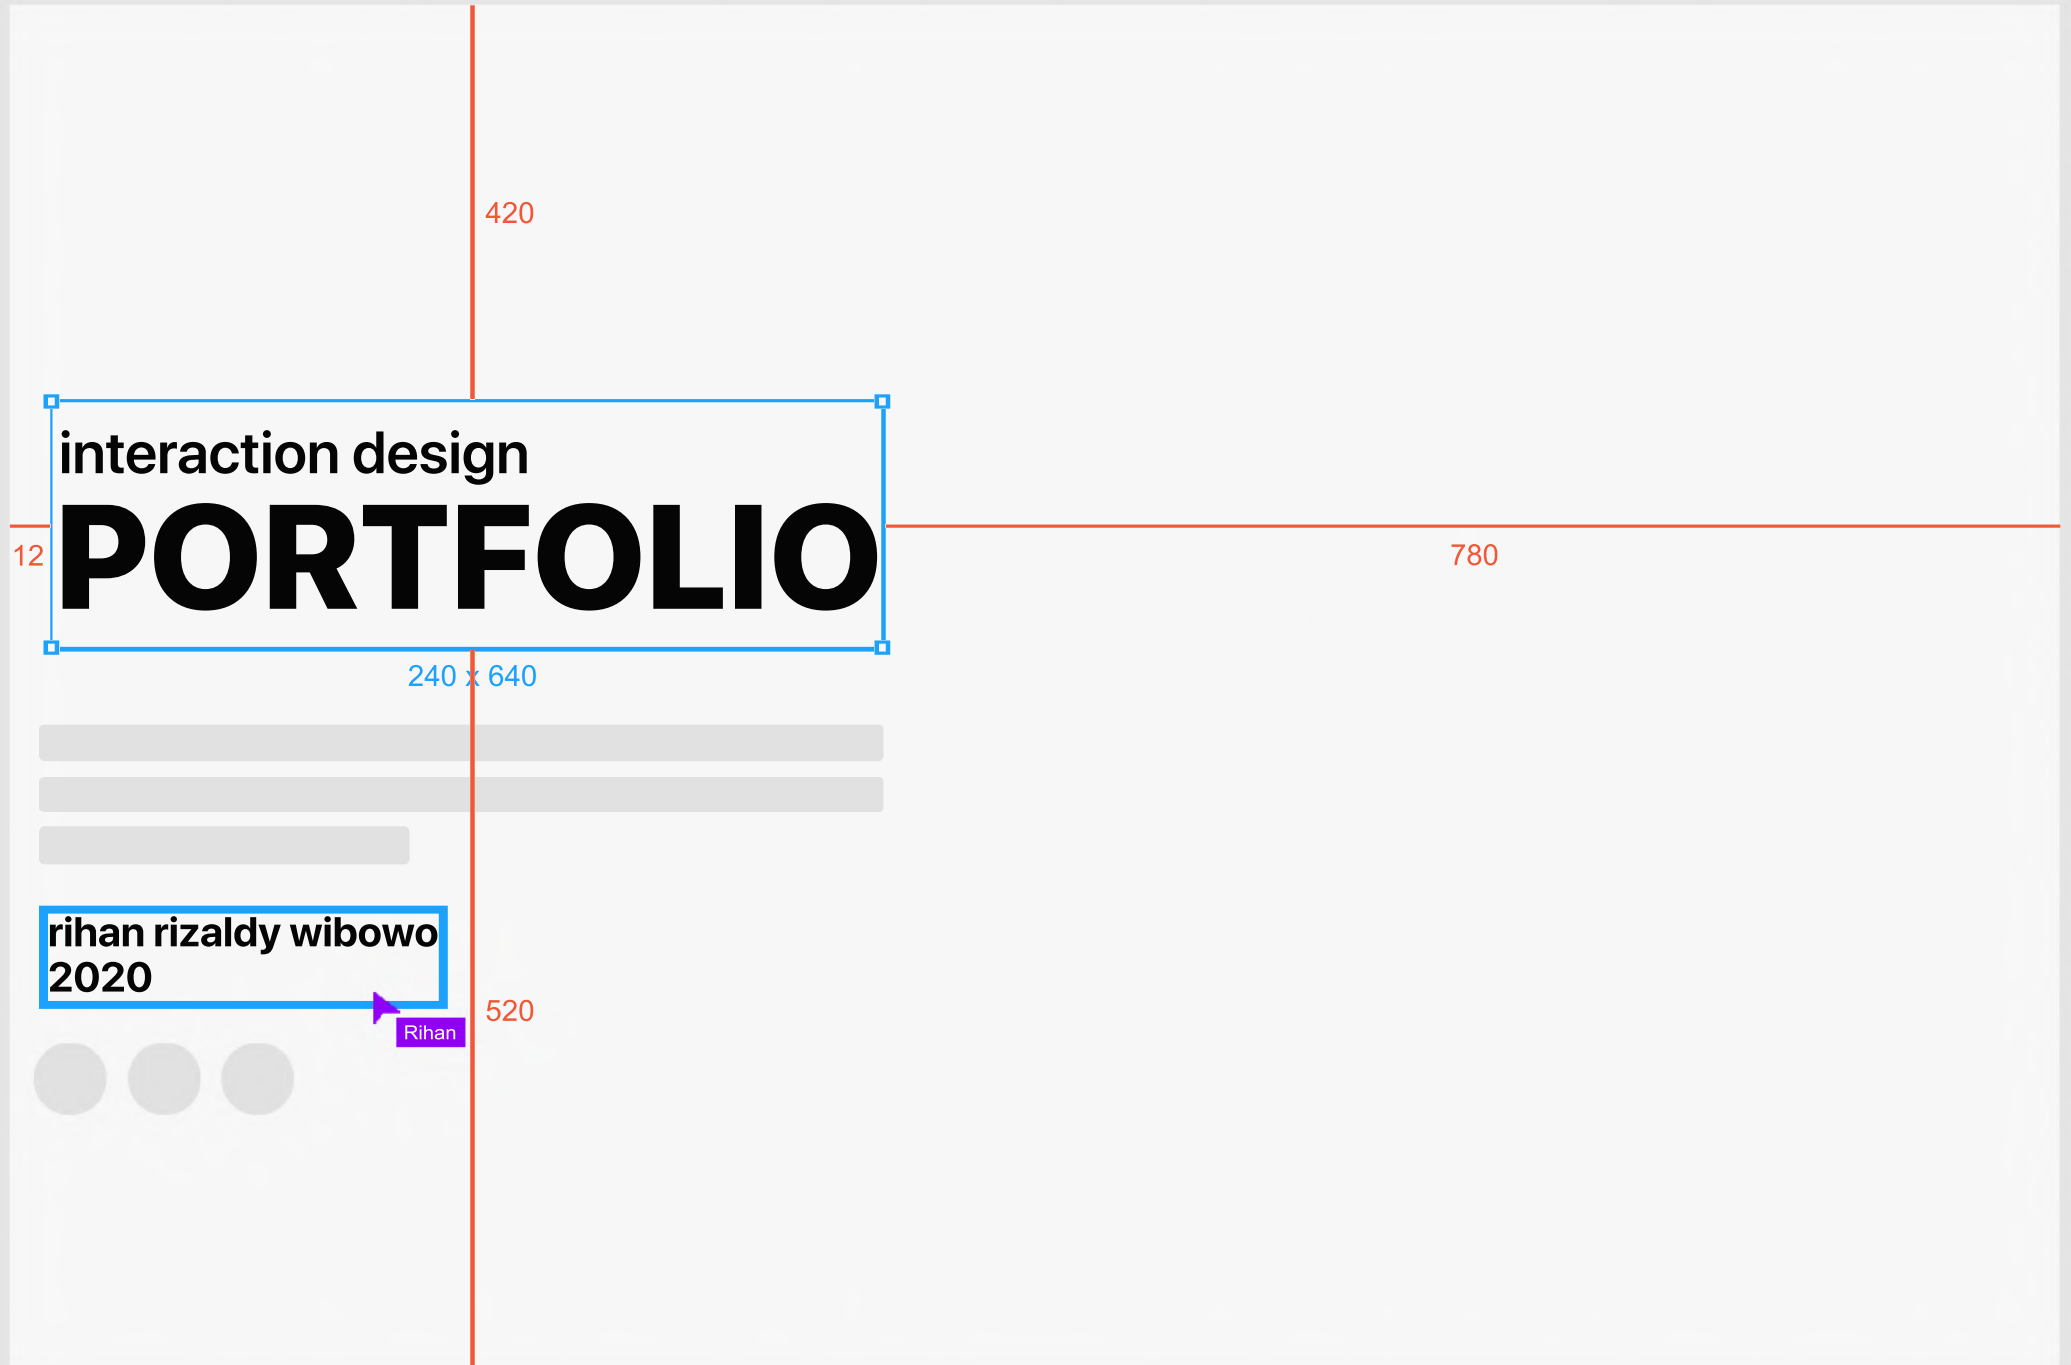 420
interaction design
PORTFOLIO
12
780
240 x 640
rihan rizaldy wibowo
2020
520
Rihan